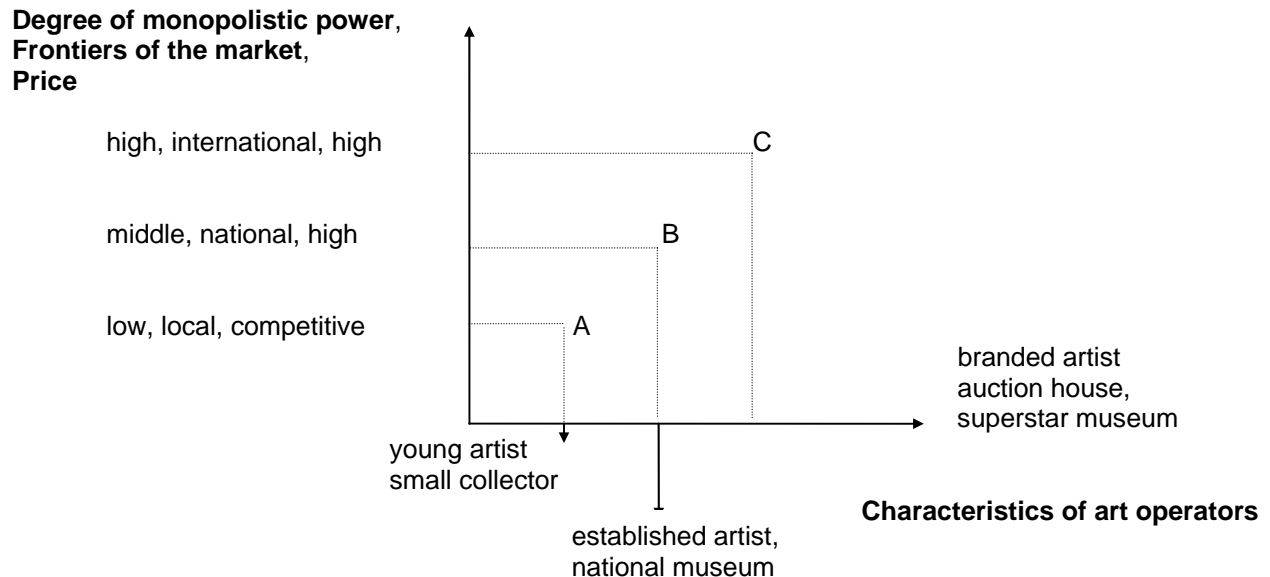 Degree of monopolistic power,
Frontiers of the market,
Price
high, international, high
C
middle, national, high
B
low, local, competitive
A
branded artist
auction house,
superstar museum
young artist
small collector
Characteristics of art operators
established artist,
national museum